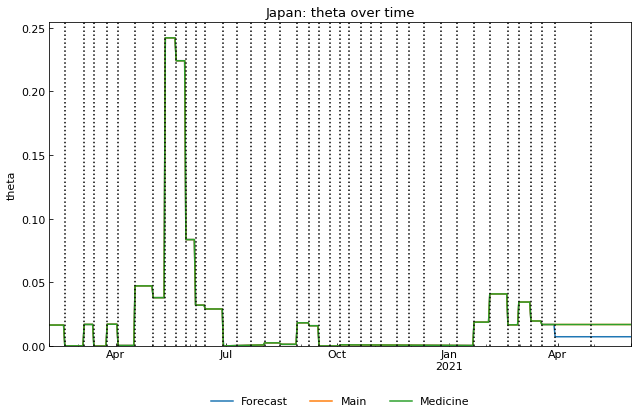 Japan: theta over time
0.25
0.20
0.15
0.10
0.05
0.00
theta
Apr Jul Oct Jan Apr
2021
Forecast Main Medicine